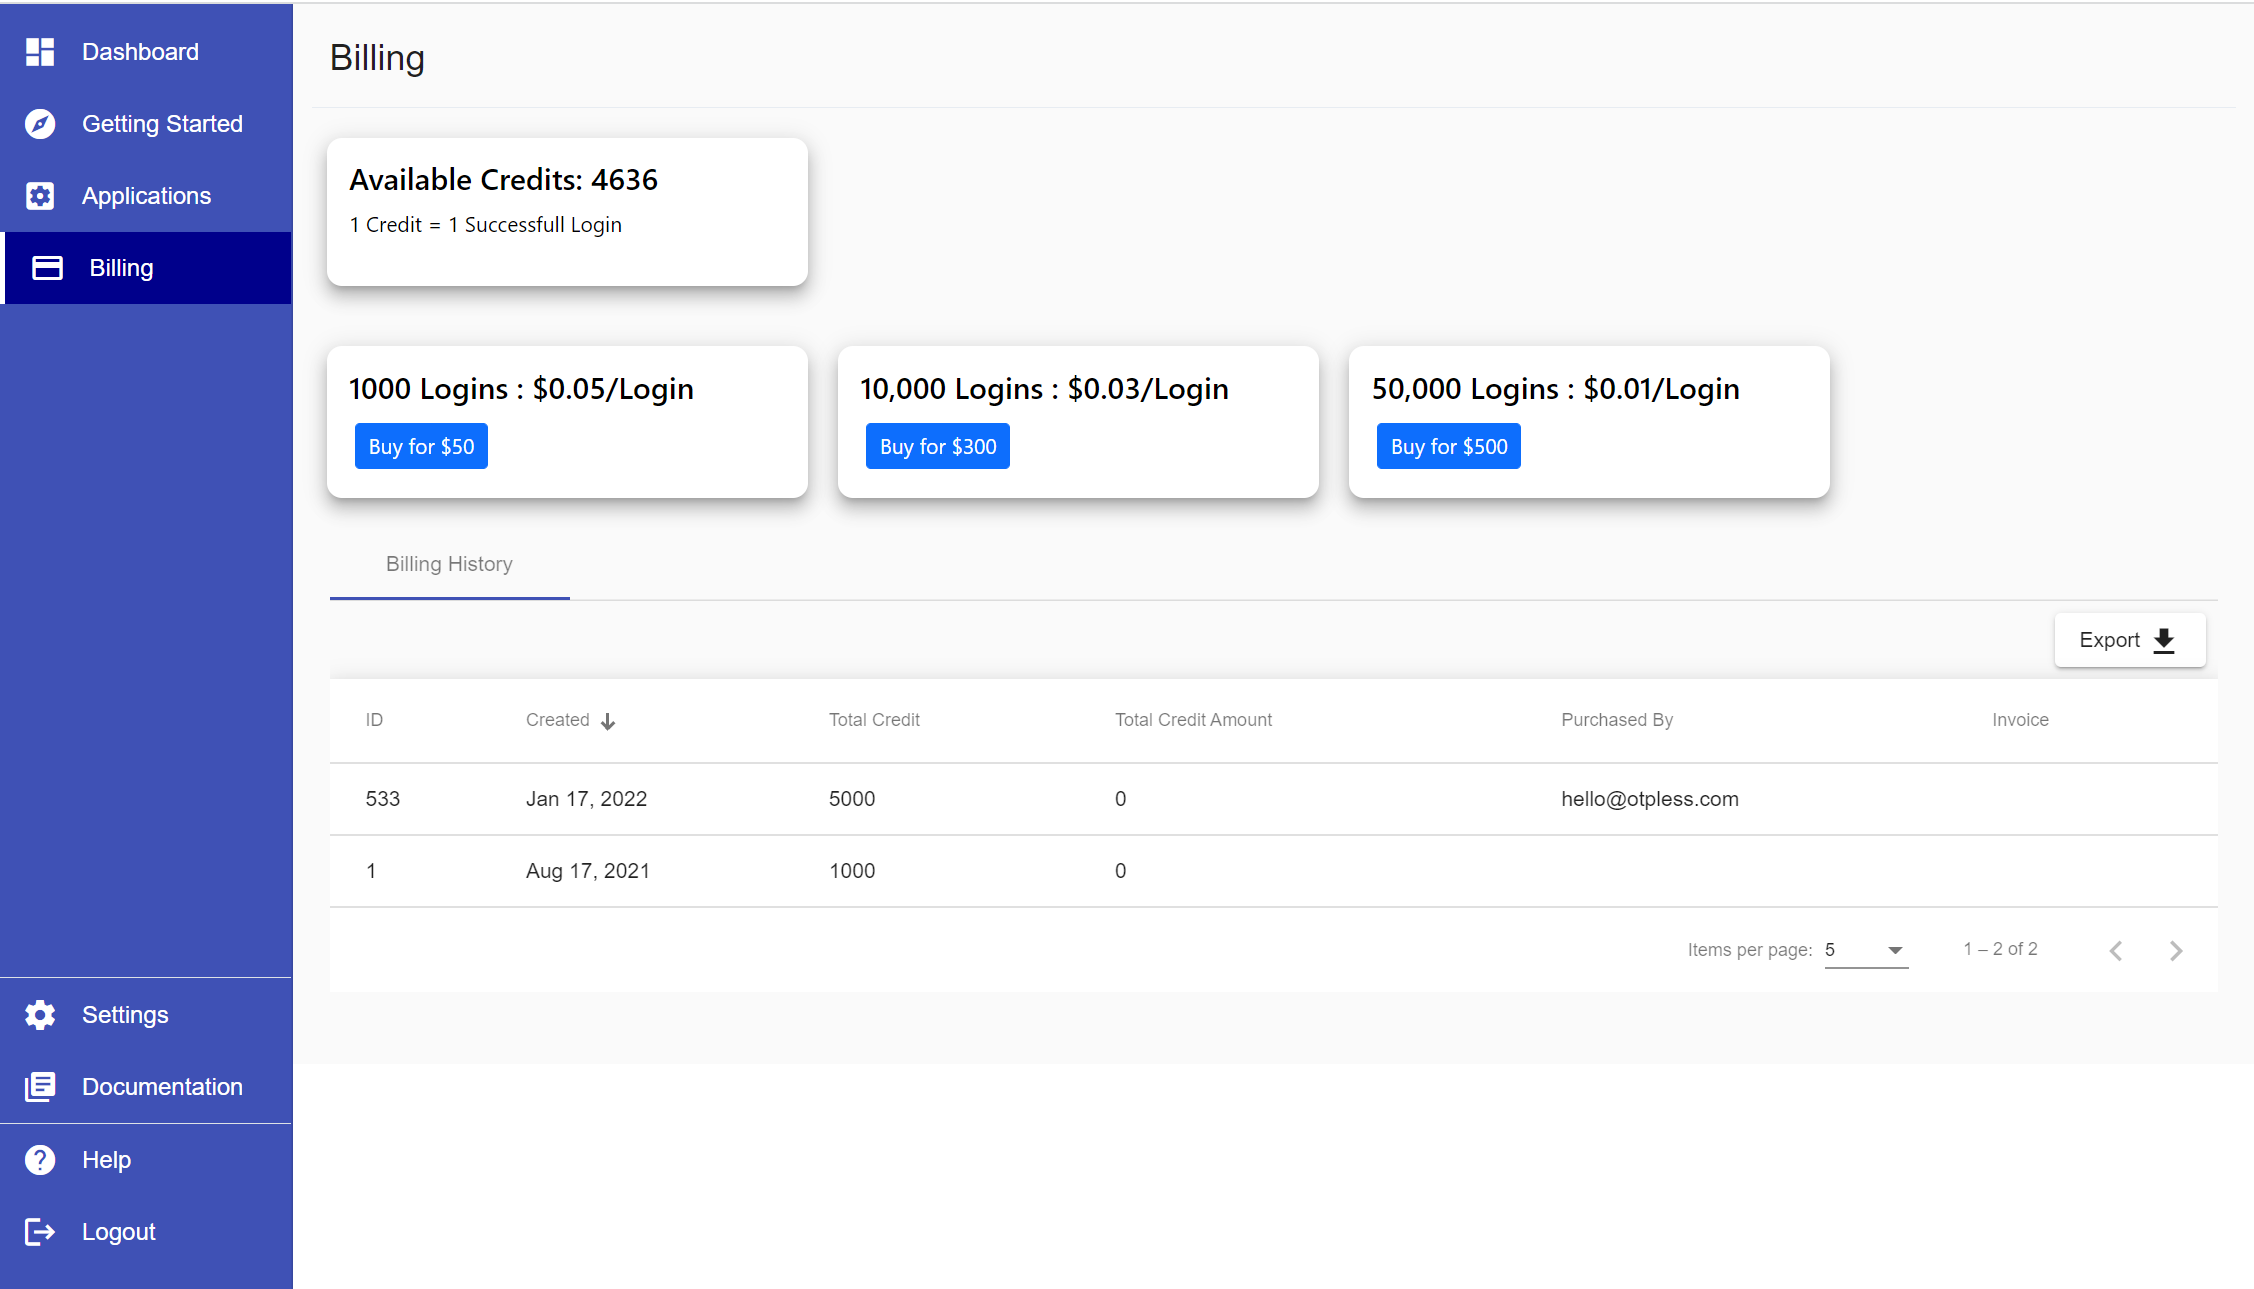 Dashboard
Getting Started
Applications
Billing
Settings
Documentation
Help
Logout
Billing
Available Credits: 4636
1 Credit = 1 Successfull Login
1000 Logins : $0.05/Login
Buy for $50
10,000 Logins : $0.03/Login
Buy for $300
50,000 Logins : $0.01/Login
Buy for $500
Billing History
Export
ID Created Total Credit Total Credit Amount Purchased By Invoice
533 Jan 17, 2022 5000 0 hello@otpless.com
1 Aug 17, 2021 1000 0
Items per page: 5 1 – 2 of 2